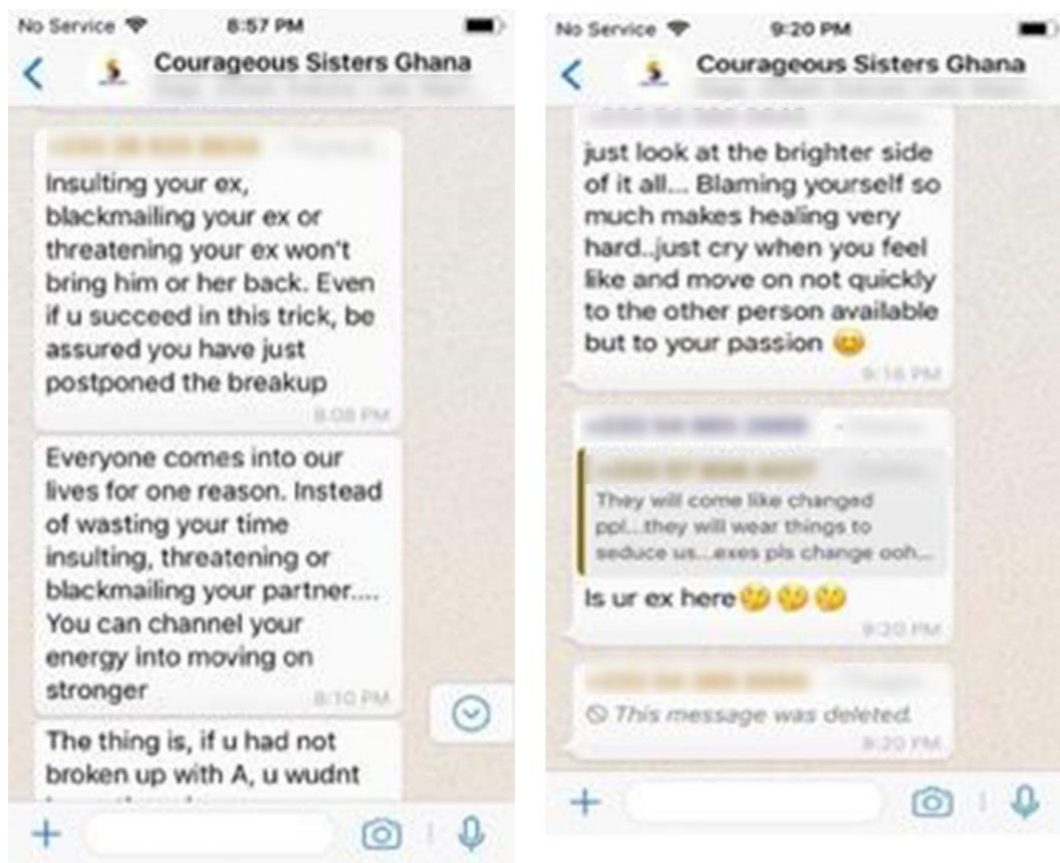 No Service 8:57 PM
Courageous Sisters Ghana
Insulting your ex,
blackmailing your ex or
threatening your ex won't
bring him or her back. Even
if u succeed in this trick, be
assured you have just
postponed the breakup
8:08 PM
Everyone comes into our
lives for one reason. Instead
of wasting your time
insulting, threatening or
blackmailing your partner....
You can channel your
energy into moving on
stronger
8:10 PM
The thing is, if u had not
broken up with A, u wudnt
No Service 9:20 PM
Courageous Sisters Ghana
just look at the brighter side
of it all... Blaming yourself so
much makes healing very
hard..just cry when you feel
like and move on not quickly
to the other person available
but to your passion 😊
9:16 PM
They will come like changed
ppl...they will wear things to
seduce us...exes pls change ooh...
Is ur ex here🤔🤔🤔
9:20 PM
This message was deleted.
9:20 PM